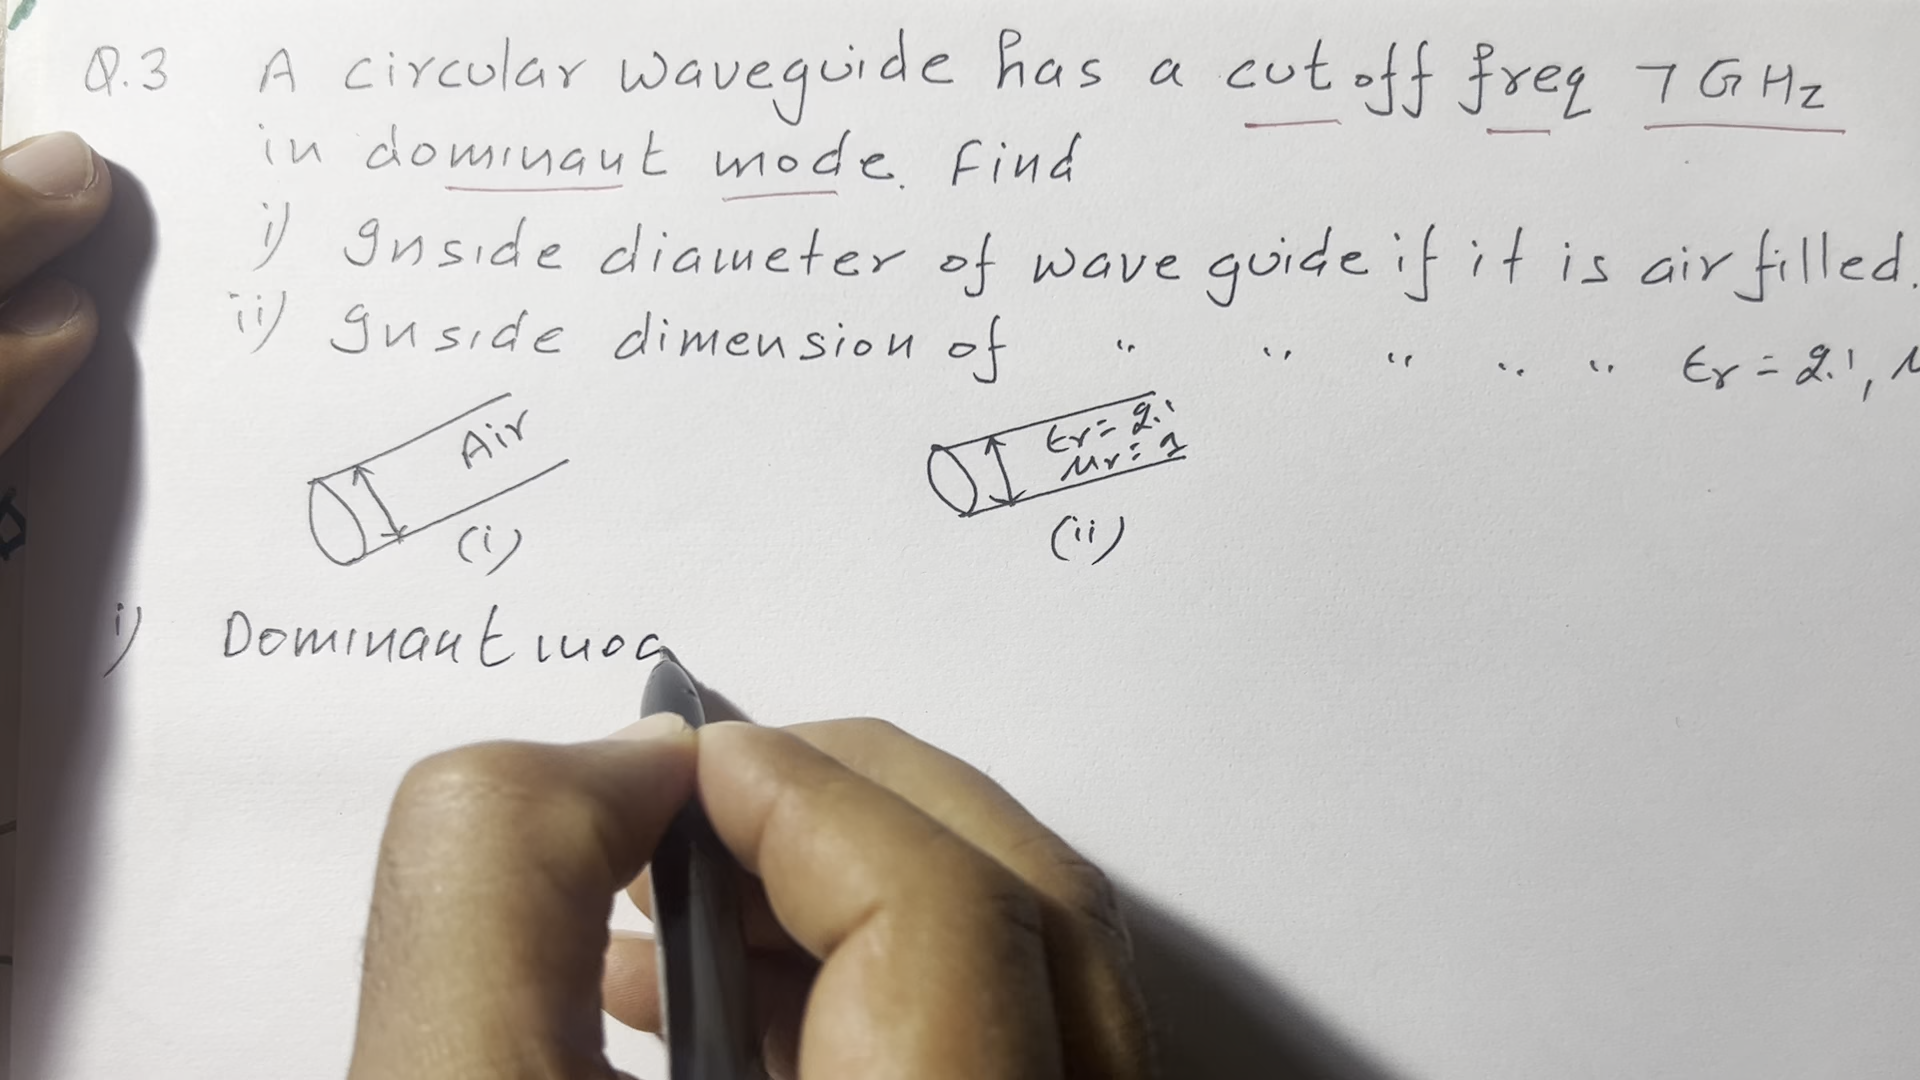 Q.3 A circular waveguide has a cut off freq 7 GHz
in dominant mode. Find
i) Inside diameter of wave guide if it is air filled.
ii) Inside dimension of " " " " " εr = 2.1, μ
Air
(i)
εr = 2.1
μr = 1
(ii)
i) Dominant mod